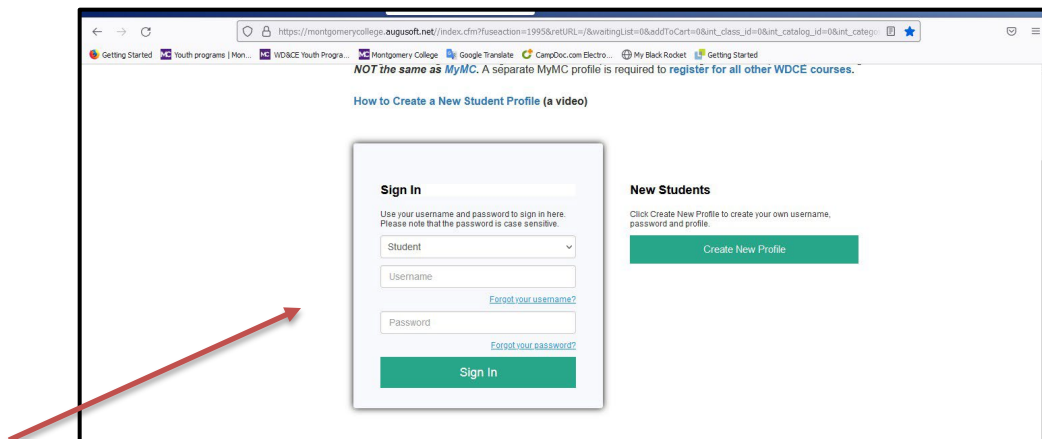 https://montgomerycollege.augusoft.net//index.cfm?fuseaction=1995&retURL=/&waitingList=0&addToCart=0&int_class_id=0&int_catalog_id=0&int_catego
Getting Started MC Youth programs | Mon... MC WD&CE Youth Progra... MC Montgomery College Google Translate CampDoc.com Electro... My Black Rocket Getting Started
NOT the same as MyMC. A separate MyMC profile is required to register for all other WDCE courses.
How to Create a New Student Profile (a video)
Sign In
Use your username and password to sign in here.
Please note that the password is case sensitive.
Student
Username
Forgot your username?
Password
Forgot your password?
Sign In
New Students
Click Create New Profile to create your own username,
password and profile.
Create New Profile